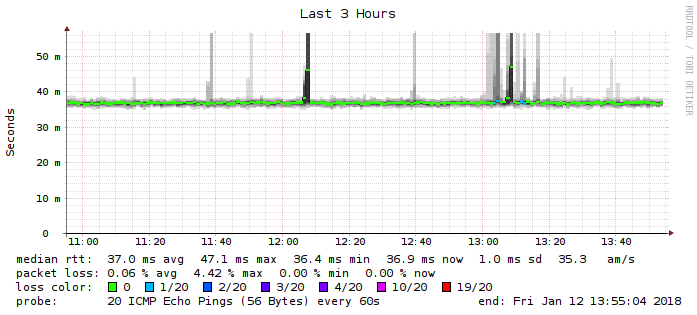 Last 3 Hours
RRDTOOL / TOBI OETIKER
Seconds
50 m
40 m
30 m
20 m
10 m
0
11:00 11:20 11:40 12:00 12:20 12:40 13:00 13:20 13:40
median rtt: 37.0 ms avg 47.1 ms max 36.4 ms min 36.9 ms now 1.0 ms sd 35.3 am/s
packet loss: 0.06 % avg 4.42 % max 0.00 % min 0.00 % now
loss color: 0 1/20 2/20 3/20 4/20 10/20 19/20
probe: 20 ICMP Echo Pings (56 Bytes) every 60s end: Fri Jan 12 13:55:04 2018